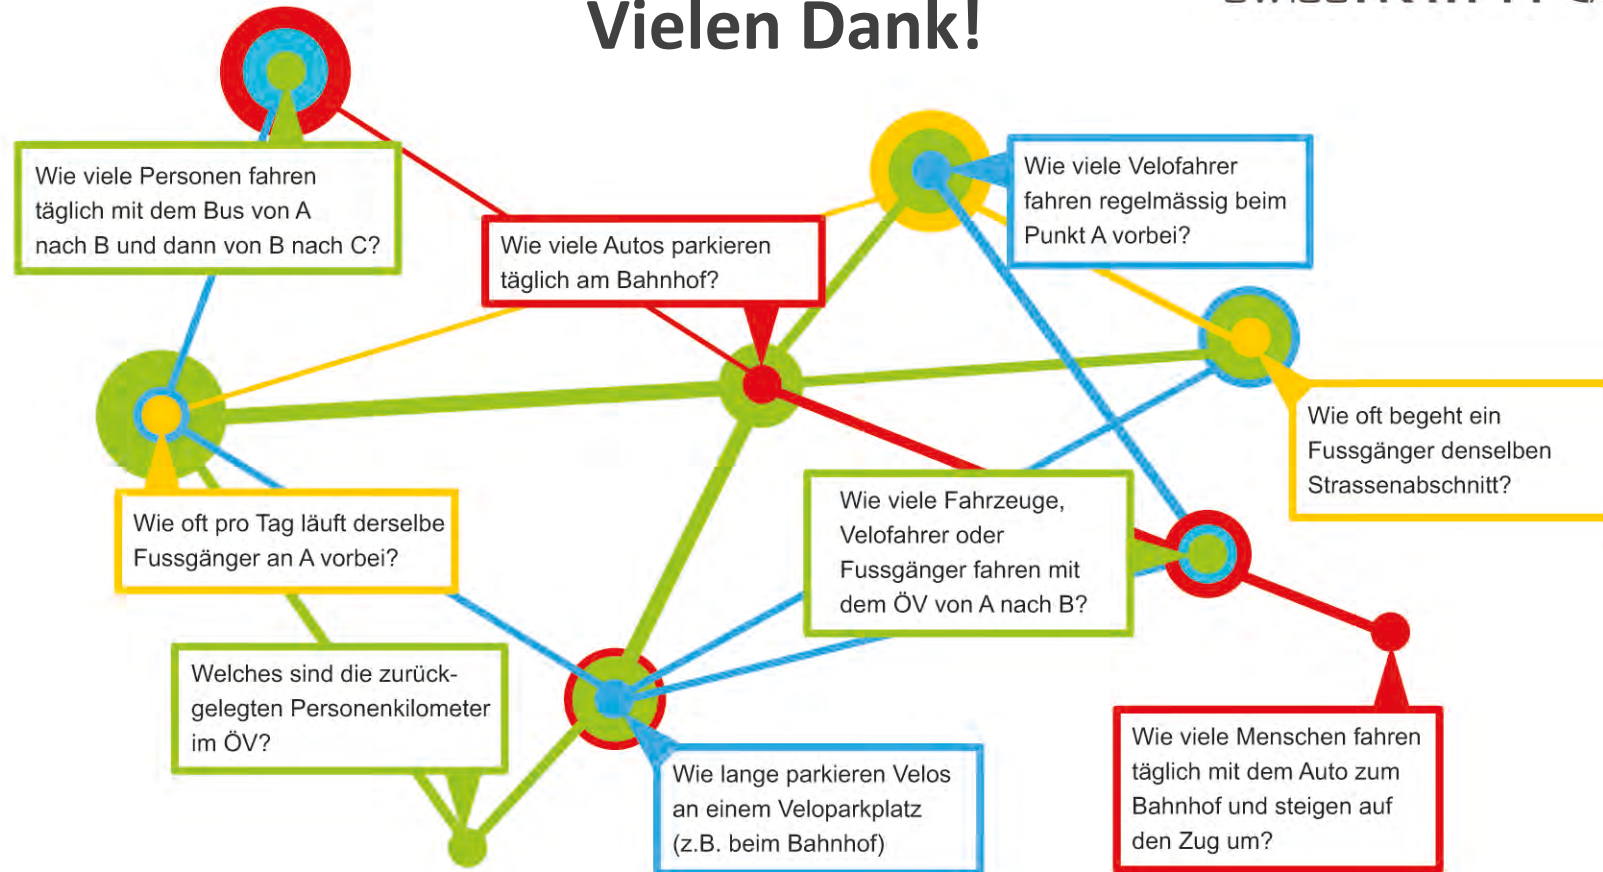 Vielen Dank!
Wie viele Personen fahren
täglich mit dem Bus von A
nach B und dann von B nach C?
Wie viele Autos parkieren
täglich am Bahnhof?
Wie viele Velofahrer
fahren regelmässig beim
Punkt A vorbei?
Wie oft begeht ein
Fussgänger denselben
Strassenabschnitt?
Wie oft pro Tag läuft derselbe
Fussgänger an A vorbei?
Wie viele Fahrzeuge,
Velofahrer oder
Fussgänger fahren mit
dem ÖV von A nach B?
Welches sind die zurück-
gelegten Personenkilometer
im ÖV?
Wie lange parkieren Velos
an einem Veloparkplatz
(z.B. beim Bahnhof)
Wie viele Menschen fahren
täglich mit dem Auto zum
Bahnhof und steigen auf
den Zug um?